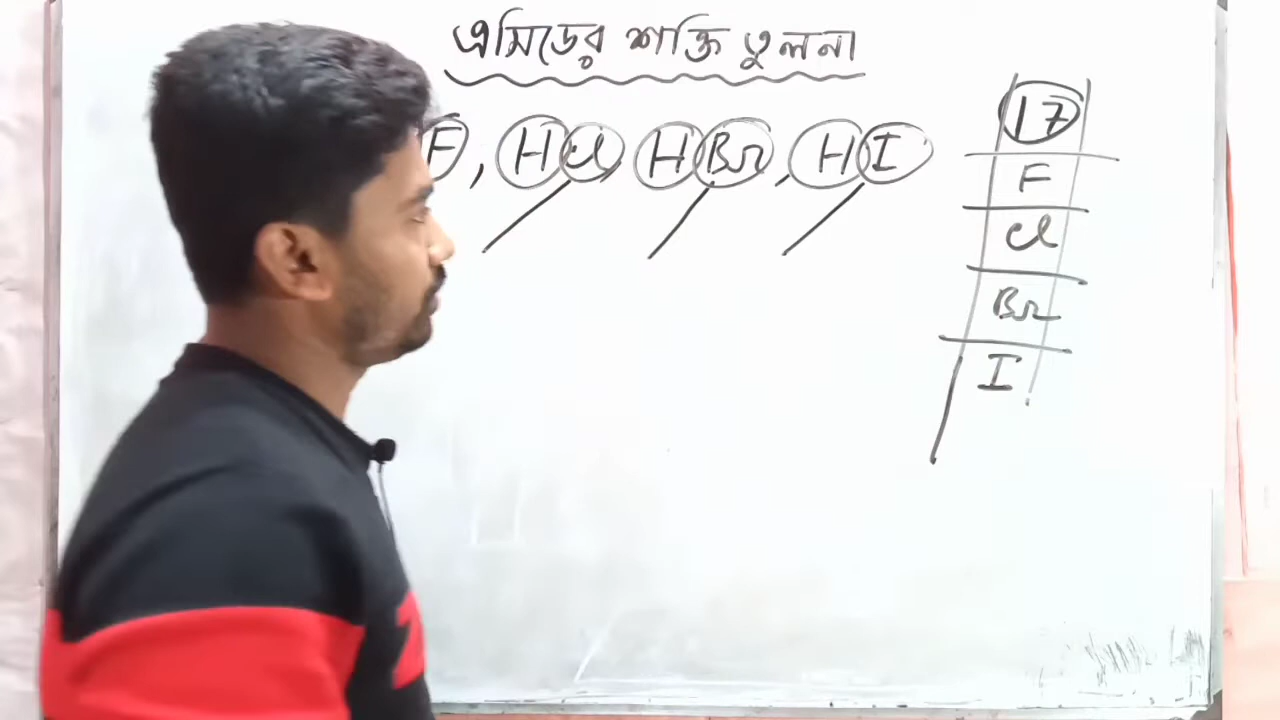 এসিডের শক্তি তুলনা
F, HCl, HBr, HI
17
F
Cl
Br
I